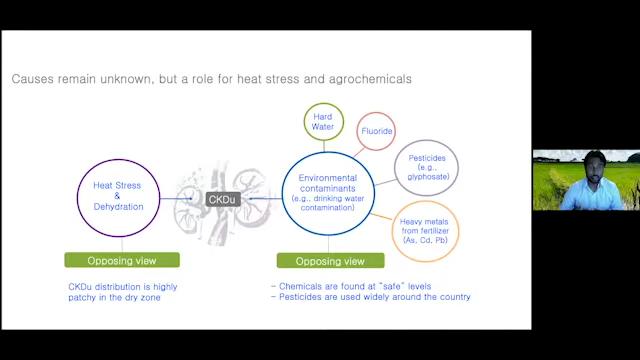 Causes remain unknown, but a role for heat stress and agrochemicals
Hard
Water
Fluoride
Pesticides
(e.g.,
glyphosate)
Heat Stress
&
Dehydration
CKDu
Environmental
contaminants
(e.g., drinking water
contamination)
Heavy metals
from fertilizer
(As, Cd, Pb)
Opposing view
CKDu distribution is highly
patchy in the dry zone
Opposing view
- Chemicals are found at "safe" levels
- Pesticides are used widely around the country